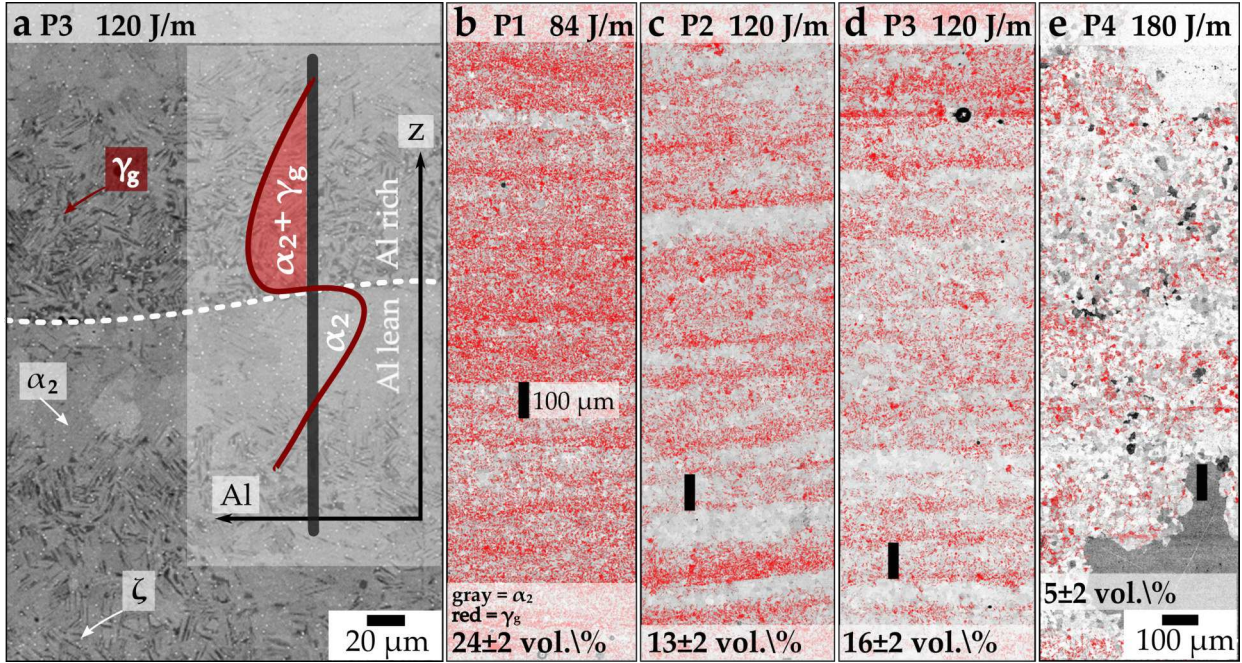 a P3 120 J/m
γg
z
α2 + γg
Al rich
α2
Al lean
α2
Al
ζ
20 µm
b P1 84 J/m
100 µm
gray = α2
red = γg
24±2 vol.\%
c P2 120 J/m
13±2 vol.\%
d P3 120 J/m
16±2 vol.\%
e P4 180 J/m
5±2 vol.\%
100 µm